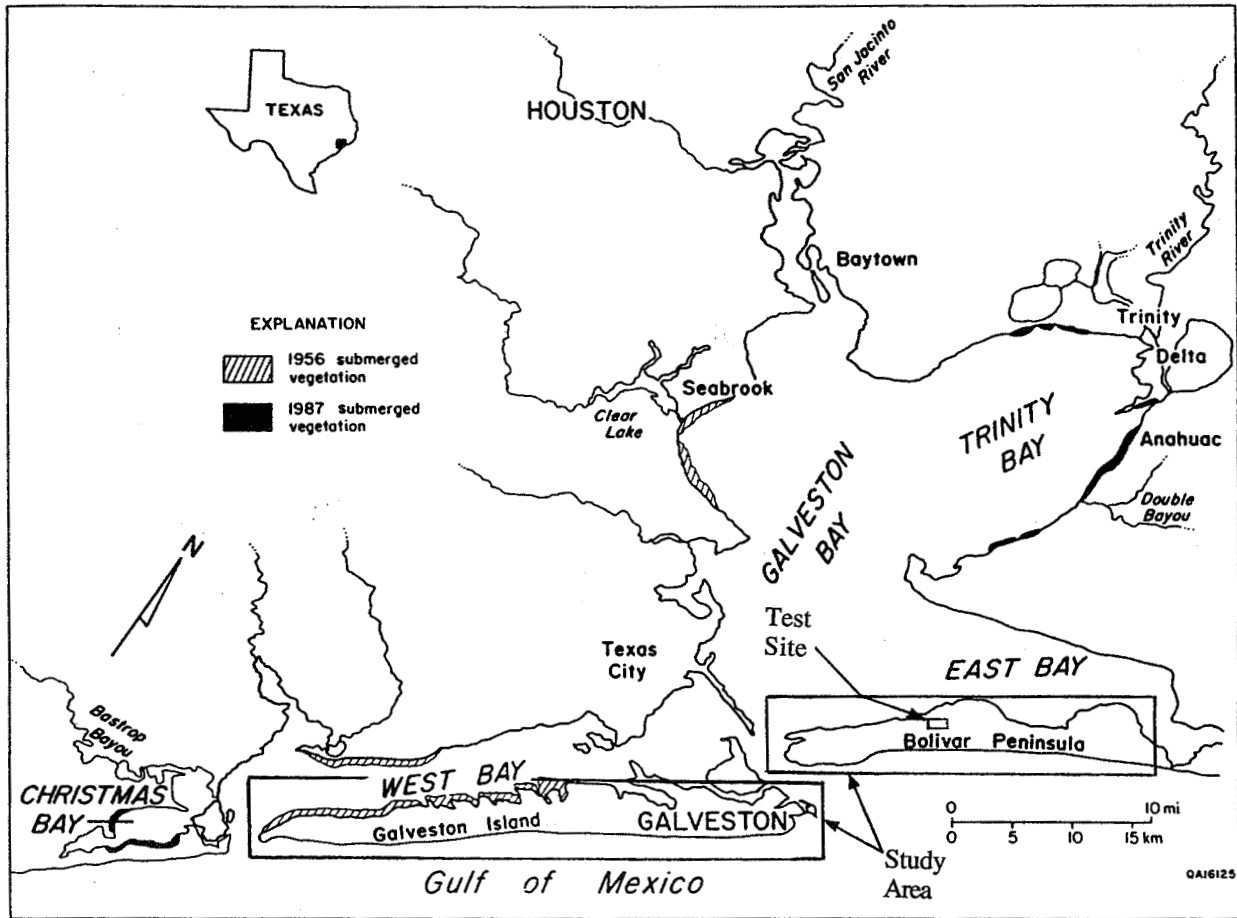 TEXAS
HOUSTON
San Jacinto
River
Baytown
Trinity
River
Trinity
Delta
EXPLANATION
1956 submerged
vegetation
1987 submerged
vegetation
Seabrook
Clear
Lake
TRINITY
BAY
Anahuac
Double
Bayou
GALVESTON
BAY
N
Test
Site
Texas
City
EAST BAY
Bolivar Peninsula
Bastrop
Bayou
CHRISTMAS
BAY
WEST BAY
Galveston Island
GALVESTON
0 10 mi
0 5 10 15 km
Study
Area
Gulf of Mexico
QA16125